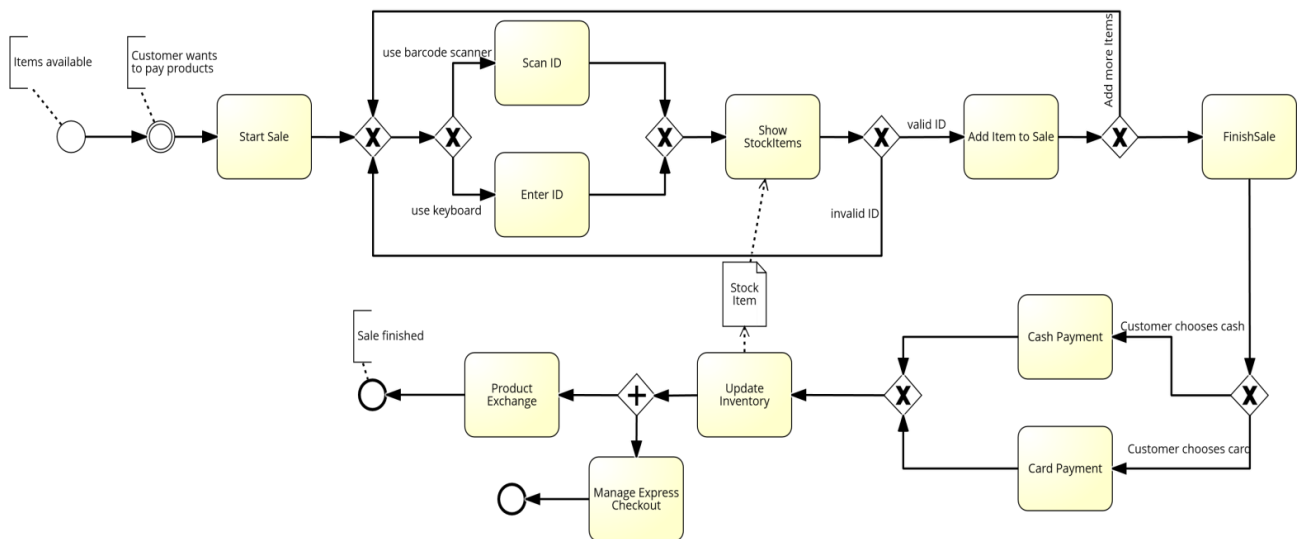 Items available
Customer wants
to pay products
Start Sale
use barcode scanner
Scan ID
use keyboard
Enter ID
Show
StockItems
valid ID
invalid ID
Add Item to Sale
Add more Items
FinishSale
Stock
Item
Customer chooses cash
Cash Payment
Customer chooses card
Card Payment
Update
Inventory
Product
Exchange
Sale finished
Manage Express
Checkout